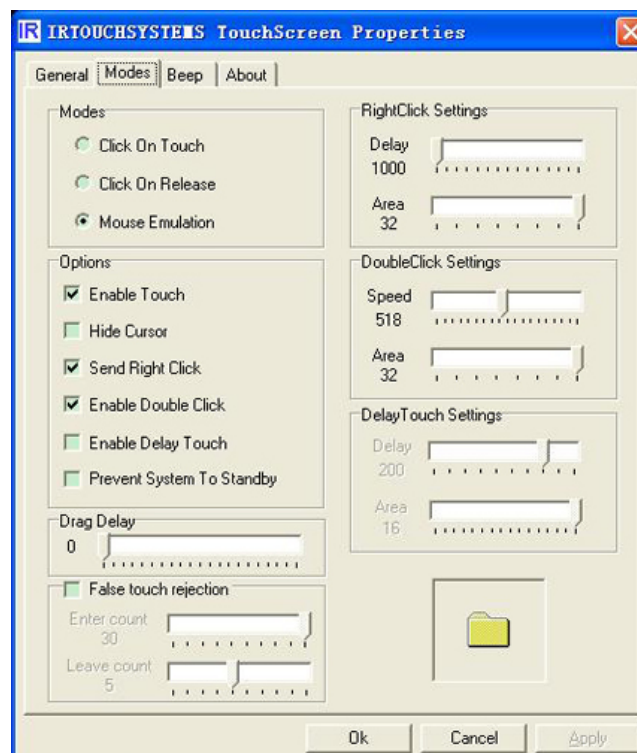 IR IRTOUCHSYSTEMS TouchScreen Properties
General Modes Beep About
Modes
Click On Touch
Click On Release
Mouse Emulation
Options
Enable Touch
Hide Cursor
Send Right Click
Enable Double Click
Enable Delay Touch
Prevent System To Standby
Drag Delay
0
False touch rejection
Enter count
30
Leave count
5
RightClick Settings
Delay
1000
Area
32
DoubleClick Settings
Speed
518
Area
32
DelayTouch Settings
Delay
200
Area
16
Ok Cancel Apply